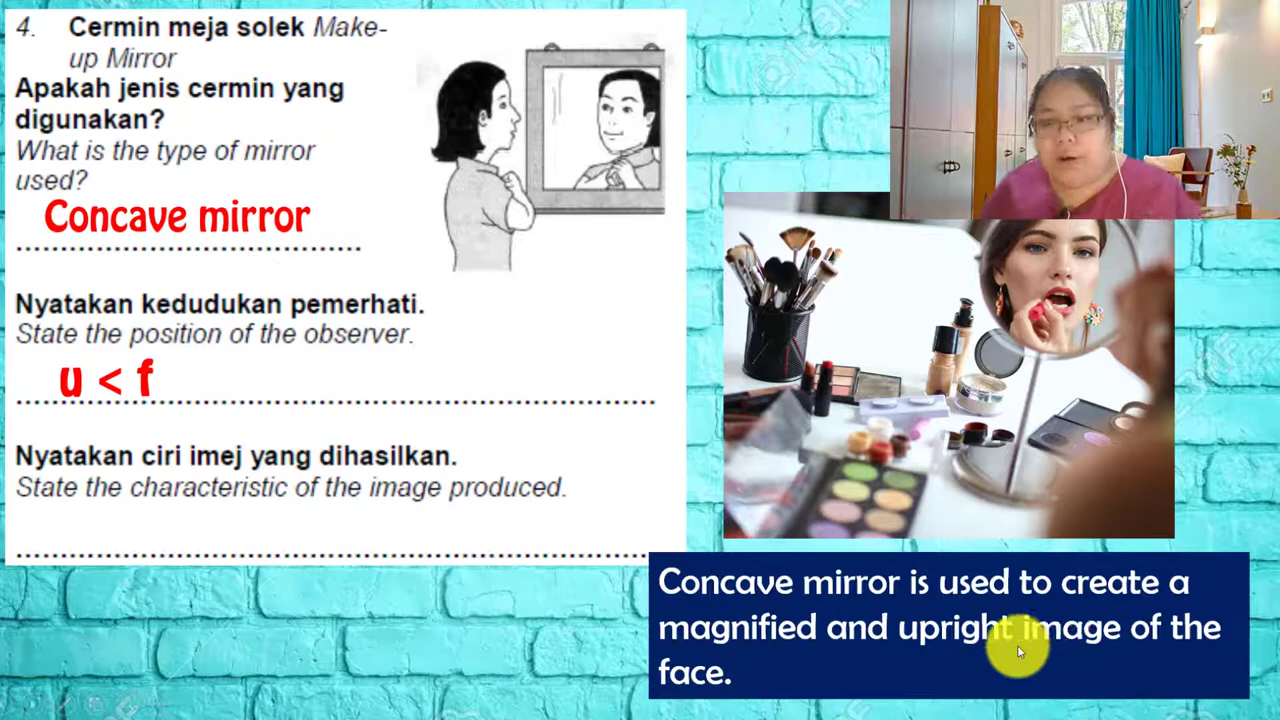 4. Cermin meja solek Make-
up Mirror
Apakah jenis cermin yang
digunakan?
What is the type of mirror
used?
Concave mirror
Nyatakan kedudukan pemerhati.
State the position of the observer.
u < f
Nyatakan ciri imej yang dihasilkan.
State the characteristic of the image produced.
Concave mirror is used to create a
magnified and upright image of the
face.